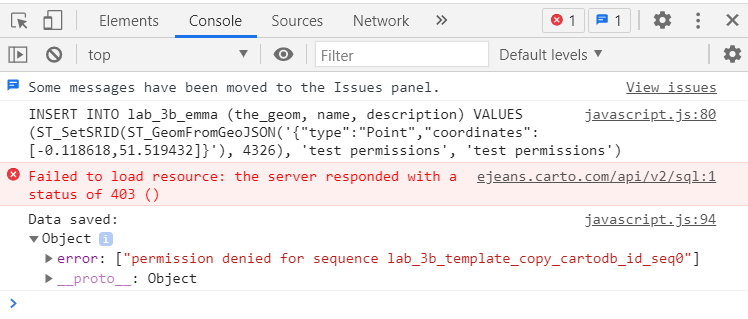 Elements Console Sources Network » 1 1
top Filter Default levels
Some messages have been moved to the Issues panel. View issues
INSERT INTO lab_3b_emma (the_geom, name, description) VALUES javascript.js:80
(ST_SetSRID(ST_GeomFromGeoJSON('{"type":"Point","coordinates":
[-0.118618,51.519432]}'), 4326), 'test permissions', 'test permissions')
Failed to load resource: the server responded with a ejeans.carto.com/api/v2/sql:1
status of 403 ()
Data saved: javascript.js:94
Object i
error: ["permission denied for sequence lab_3b_template_copy_cartodb_id_seq0"]
__proto__: Object